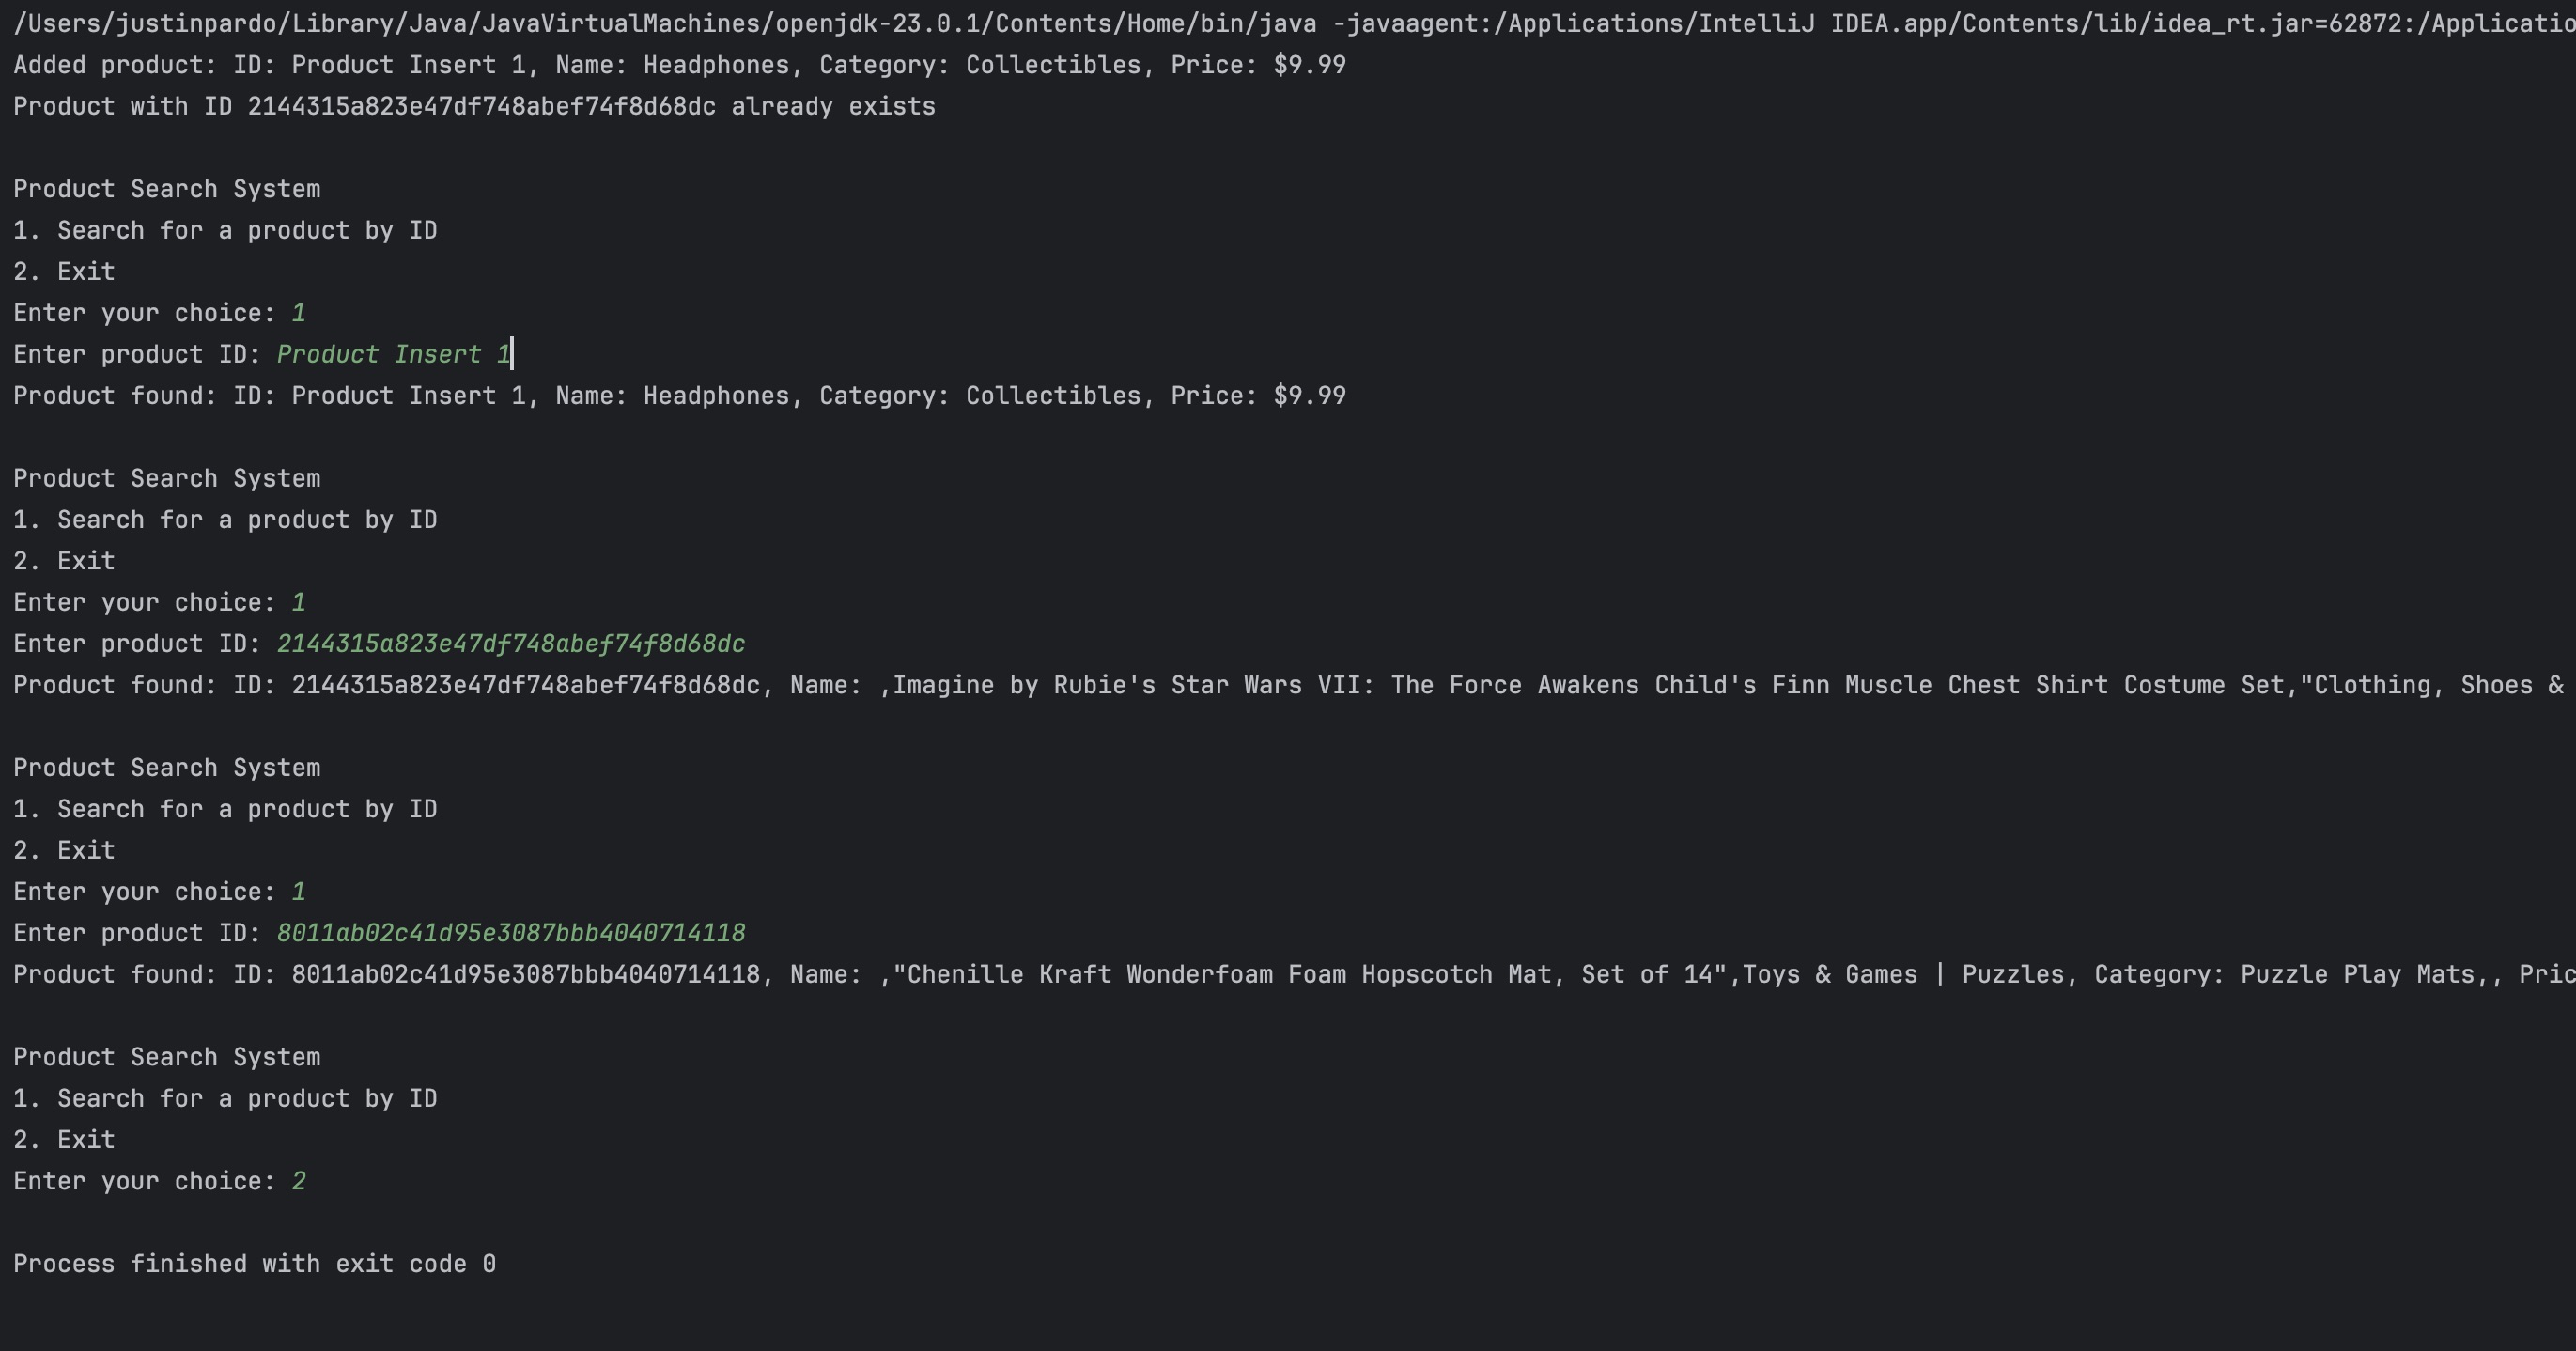 /Users/justinpardo/Library/Java/JavaVirtualMachines/openjdk-23.0.1/Contents/Home/bin/java -javaagent:/Applications/IntelliJ IDEA.app/Contents/lib/idea_rt.jar=62872:/Applicatio
Added product: ID: Product Insert 1, Name: Headphones, Category: Collectibles, Price: $9.99
Product with ID 2144315a823e47df748abef74f8d68dc already exists
Product Search System
1. Search for a product by ID
2. Exit
Enter your choice: 1
Enter product ID: Product Insert 1
Product found: ID: Product Insert 1, Name: Headphones, Category: Collectibles, Price: $9.99
Product Search System
1. Search for a product by ID
2. Exit
Enter your choice: 1
Enter product ID: 2144315a823e47df748abef74f8d68dc
Product found: ID: 2144315a823e47df748abef74f8d68dc, Name: ,Imagine by Rubie's Star Wars VII: The Force Awakens Child's Finn Muscle Chest Shirt Costume Set,"Clothing, Shoes &
Product Search System
1. Search for a product by ID
2. Exit
Enter your choice: 1
Enter product ID: 8011ab02c41d95e3087bbb4040714118
Product found: ID: 8011ab02c41d95e3087bbb4040714118, Name: ,"Chenille Kraft Wonderfoam Foam Hopscotch Mat, Set of 14",Toys & Games | Puzzles, Category: Puzzle Play Mats,, Pric
Product Search System
1. Search for a product by ID
2. Exit
Enter your choice: 2
Process finished with exit code 0